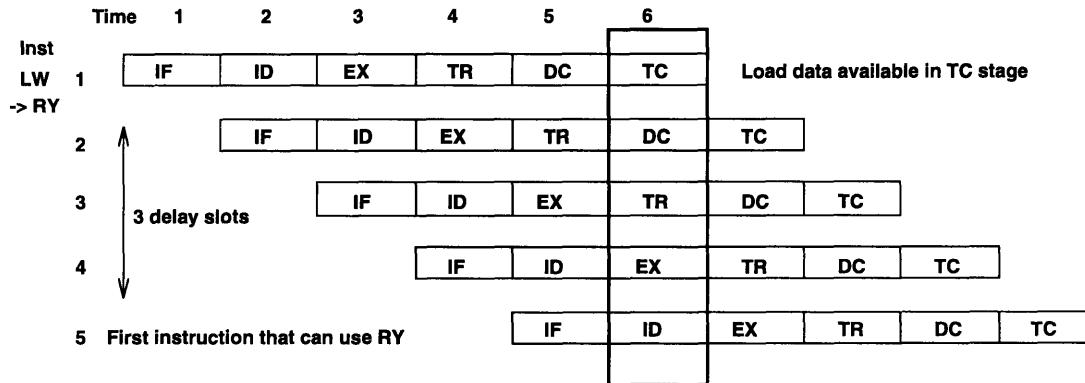 Time 1 2 3 4 5 6
Inst
LW 1 IF ID EX TR DC TC Load data available in TC stage
-> RY
2 IF ID EX TR DC TC
3 IF ID EX TR DC TC
3 delay slots
4 IF ID EX TR DC TC
5 First instruction that can use RY IF ID EX TR DC TC